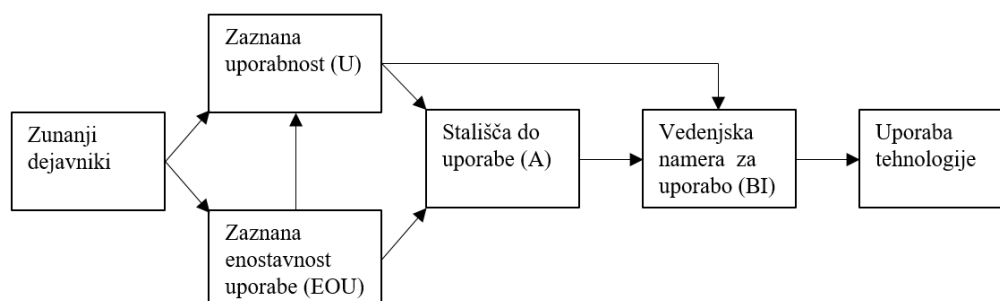 Zunanji
dejavniki
Zaznana
uporabnost (U)
Zaznana
enostavnost
uporabe (EOU)
Stališča do
uporabe (A)
Vedenjska
namera za
uporabo (BI)
Uporaba
tehnologije